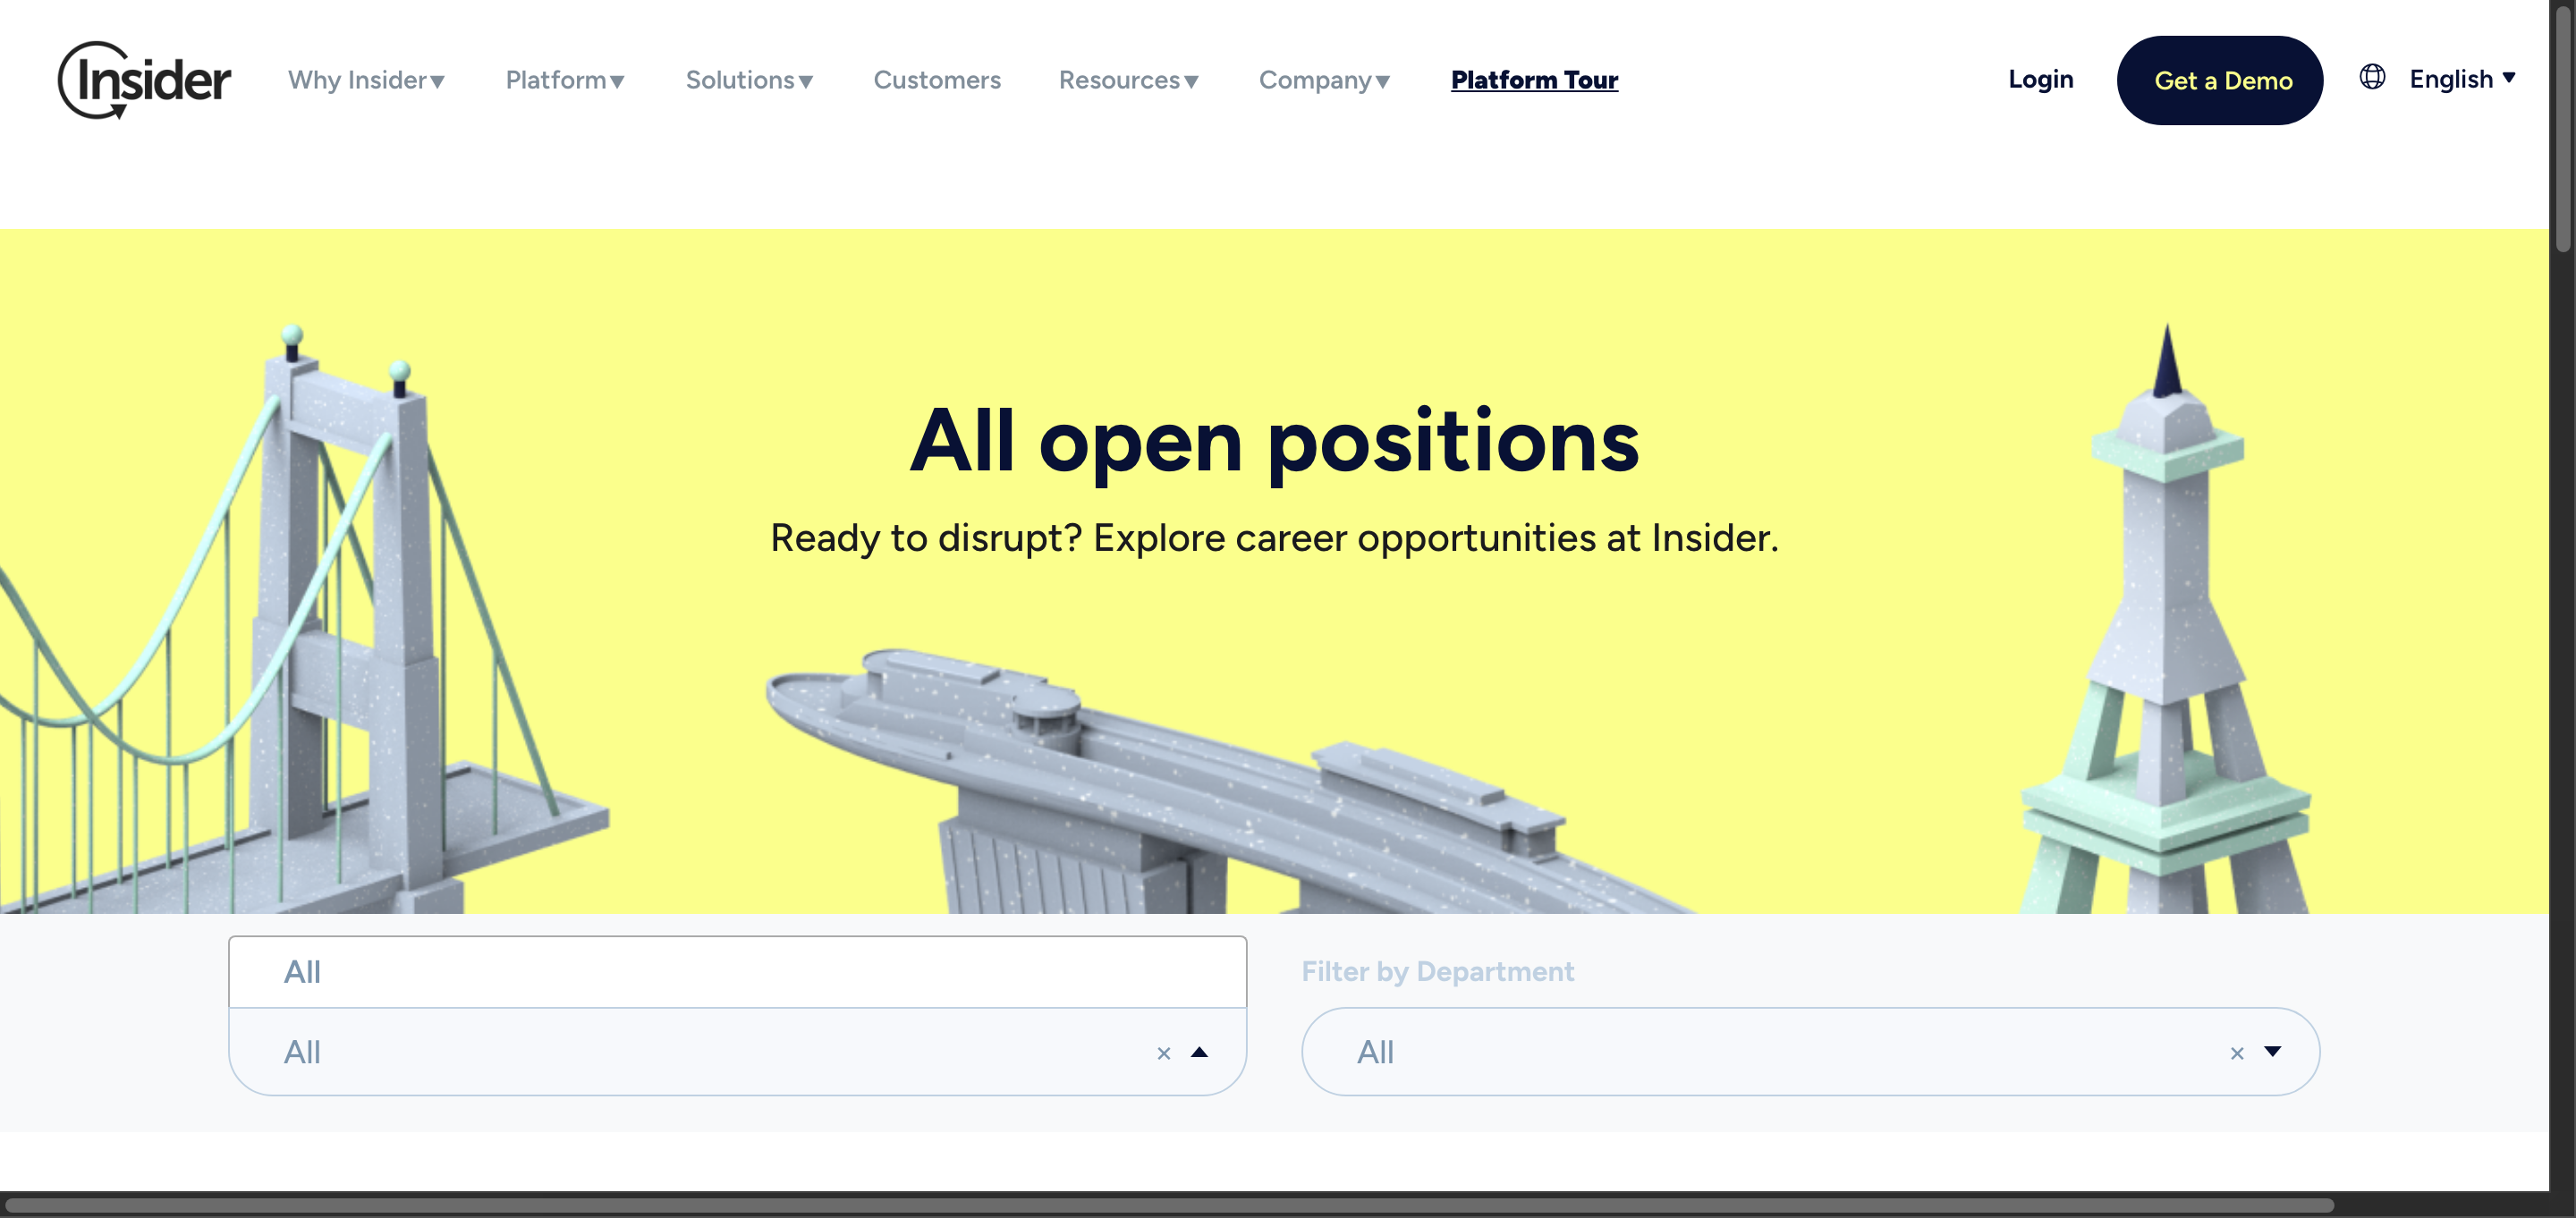 Insider Why Insider Platform Solutions Customers Resources Company Platform Tour Login Get a Demo English
All open positions
Ready to disrupt? Explore career opportunities at Insider.
All
Filter by Department
All ×
All ×